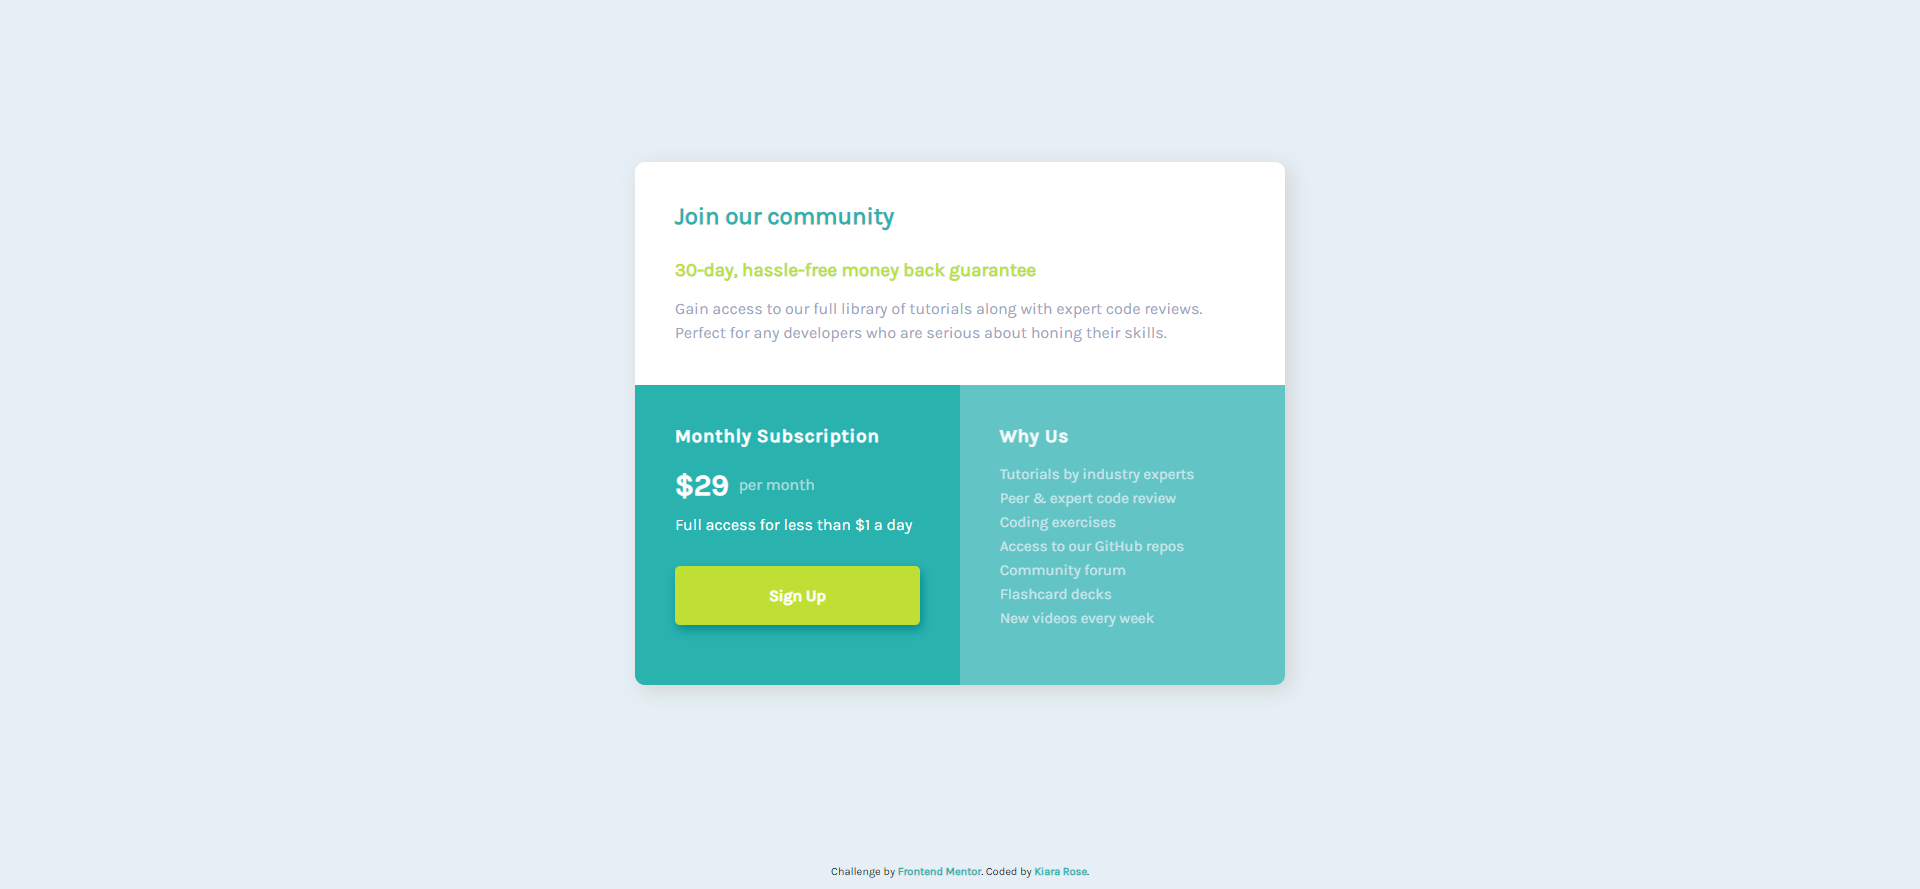 Join our community
30-day, hassle-free money back guarantee
Gain access to our full library of tutorials along with expert code reviews.
Perfect for any developers who are serious about honing their skills.
Monthly Subscription
$29 per month
Full access for less than $1 a day
Sign Up
Why Us
Tutorials by industry experts
Peer & expert code review
Coding exercises
Access to our GitHub repos
Community forum
Flashcard decks
New videos every week
Challenge by Frontend Mentor. Coded by Kiara Rose.